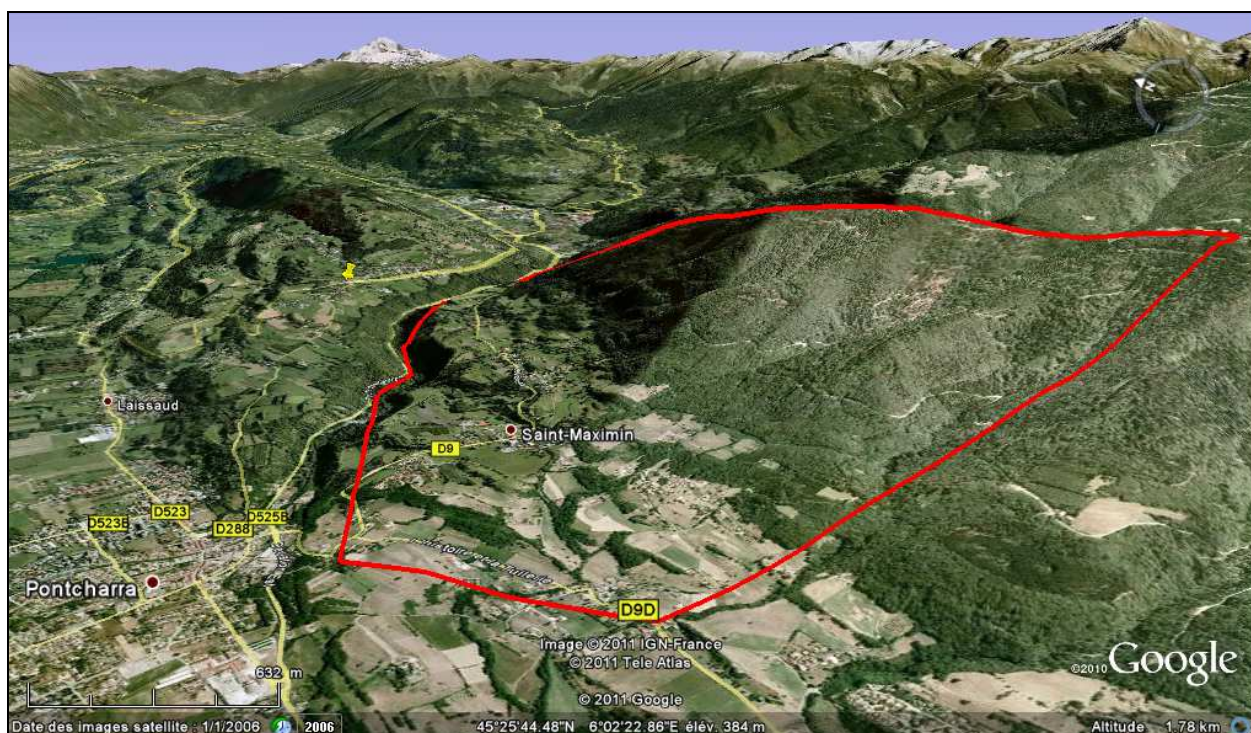 Laissaud
Saint-Maximin
D9
D523B
D523
D288
D525B
Pontcharra
D9D
632 m
Image © 2011 IGN-France
© 2011 Tele Atlas
© 2011 Google
©2010 Google
Date des images satellite : 1/1/2006 2006
45°25'44.48"N 6°02'22.86"E élév. 384 m
Altitude 1.78 km